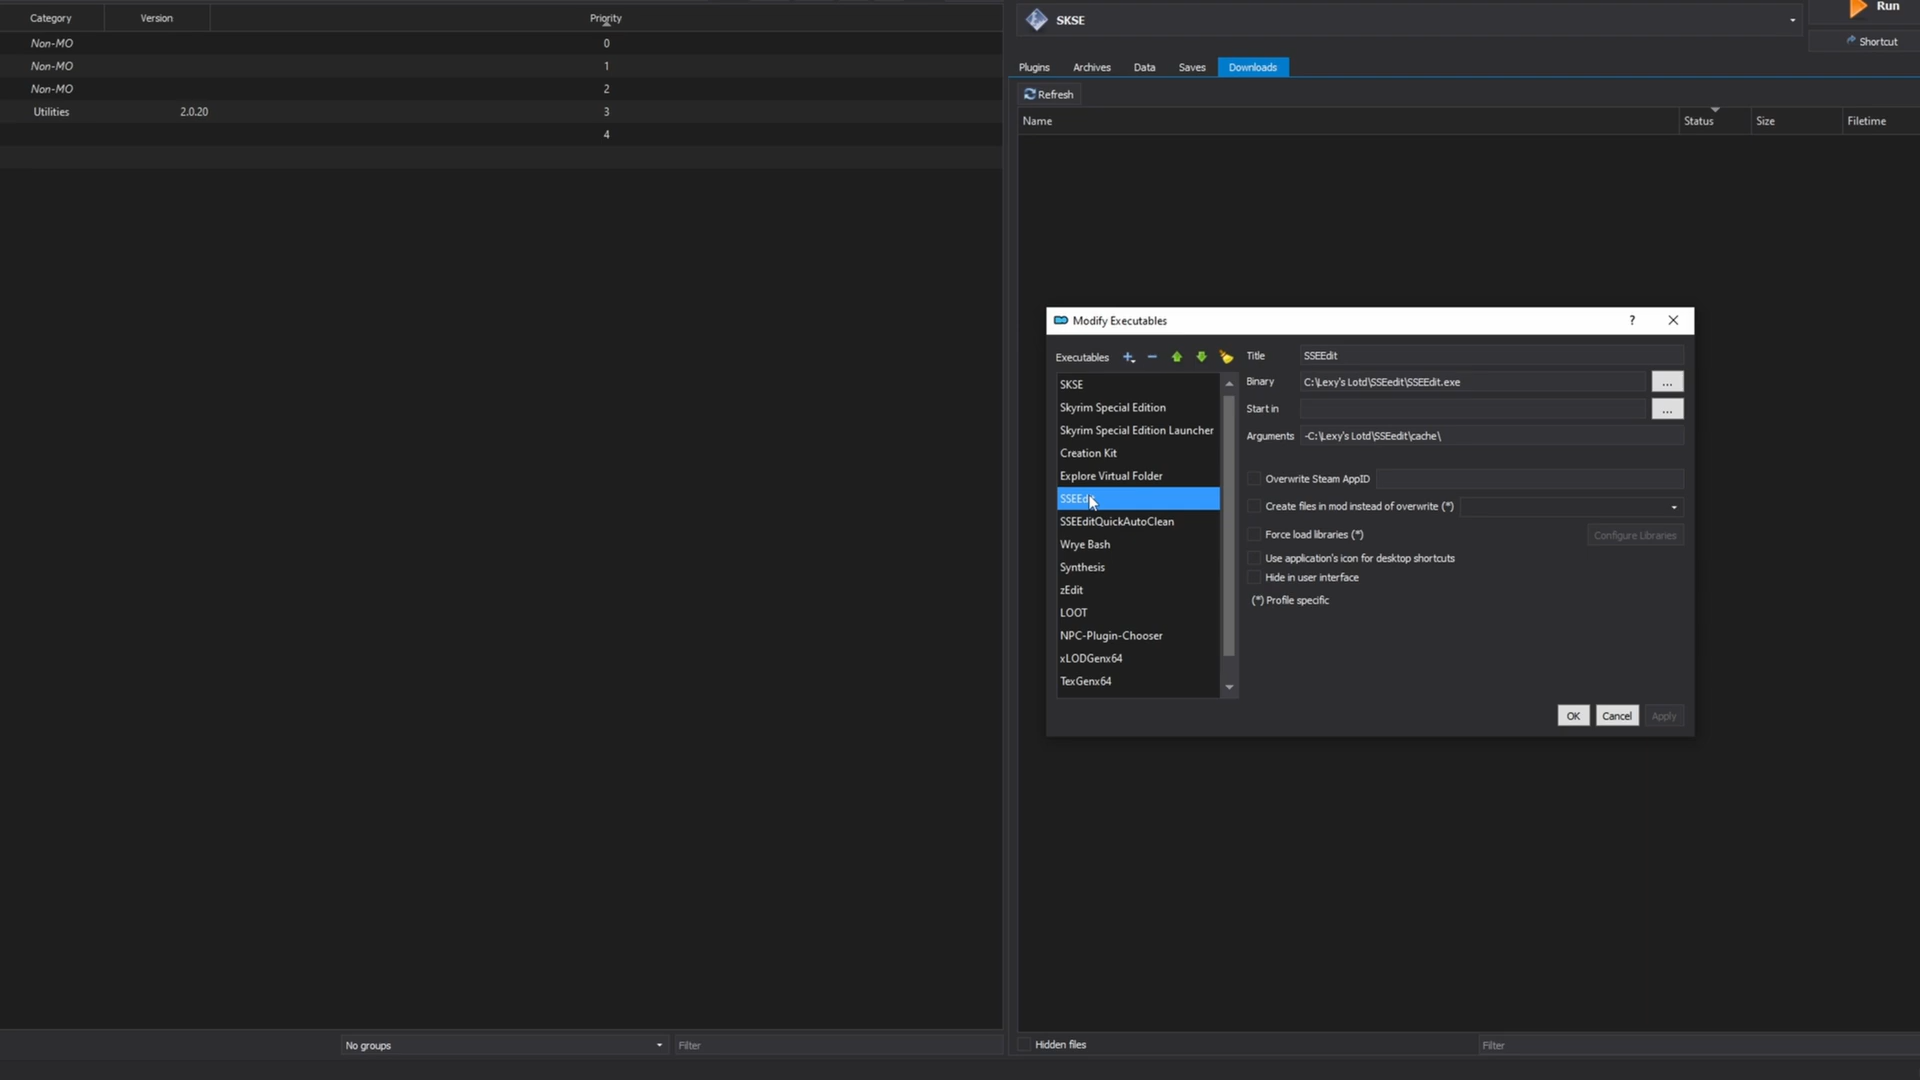 Category Version Priority
Non-MO 0
Non-MO 1
Non-MO 2
Utilities 2.0.20 3
4
No groups Filter
SKSE
Run
Shortcut
Plugins Archives Data Saves Downloads
Refresh
Name Status Size Filetime
Modify Executables ?
Executables
SKSE
Skyrim Special Edition
Skyrim Special Edition Launcher
Creation Kit
Explore Virtual Folder
SSEEdit
SSEEditQuickAutoClean
Wrye Bash
Synthesis
zEdit
LOOT
NPC-Plugin-Chooser
xLODGenx64
TexGenx64
Title SSEEdit
Binary C:\Lexy's Lotd\SSEedit\SSEEdit.exe ...
Start in ...
Arguments -C:\Lexy's Lotd\SSEedit\cache\
Overwrite Steam AppID
Create files in mod instead of overwrite (*)
Force load libraries (*) Configure Libraries
Use application's icon for desktop shortcuts
Hide in user interface
(*) Profile specific
OK Cancel Apply
Hidden files Filter